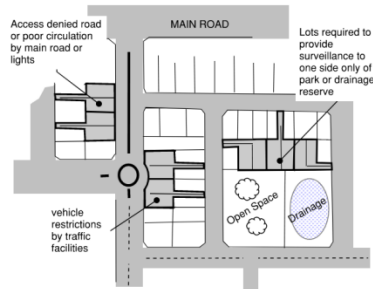 Access denied road
or poor circulation
by main road or
lights
MAIN ROAD
Lots required to
provide
surveillance to
one side only of
park or drainage
reserve
vehicle
restrictions
by traffic
facilities
Open Space
Drainage